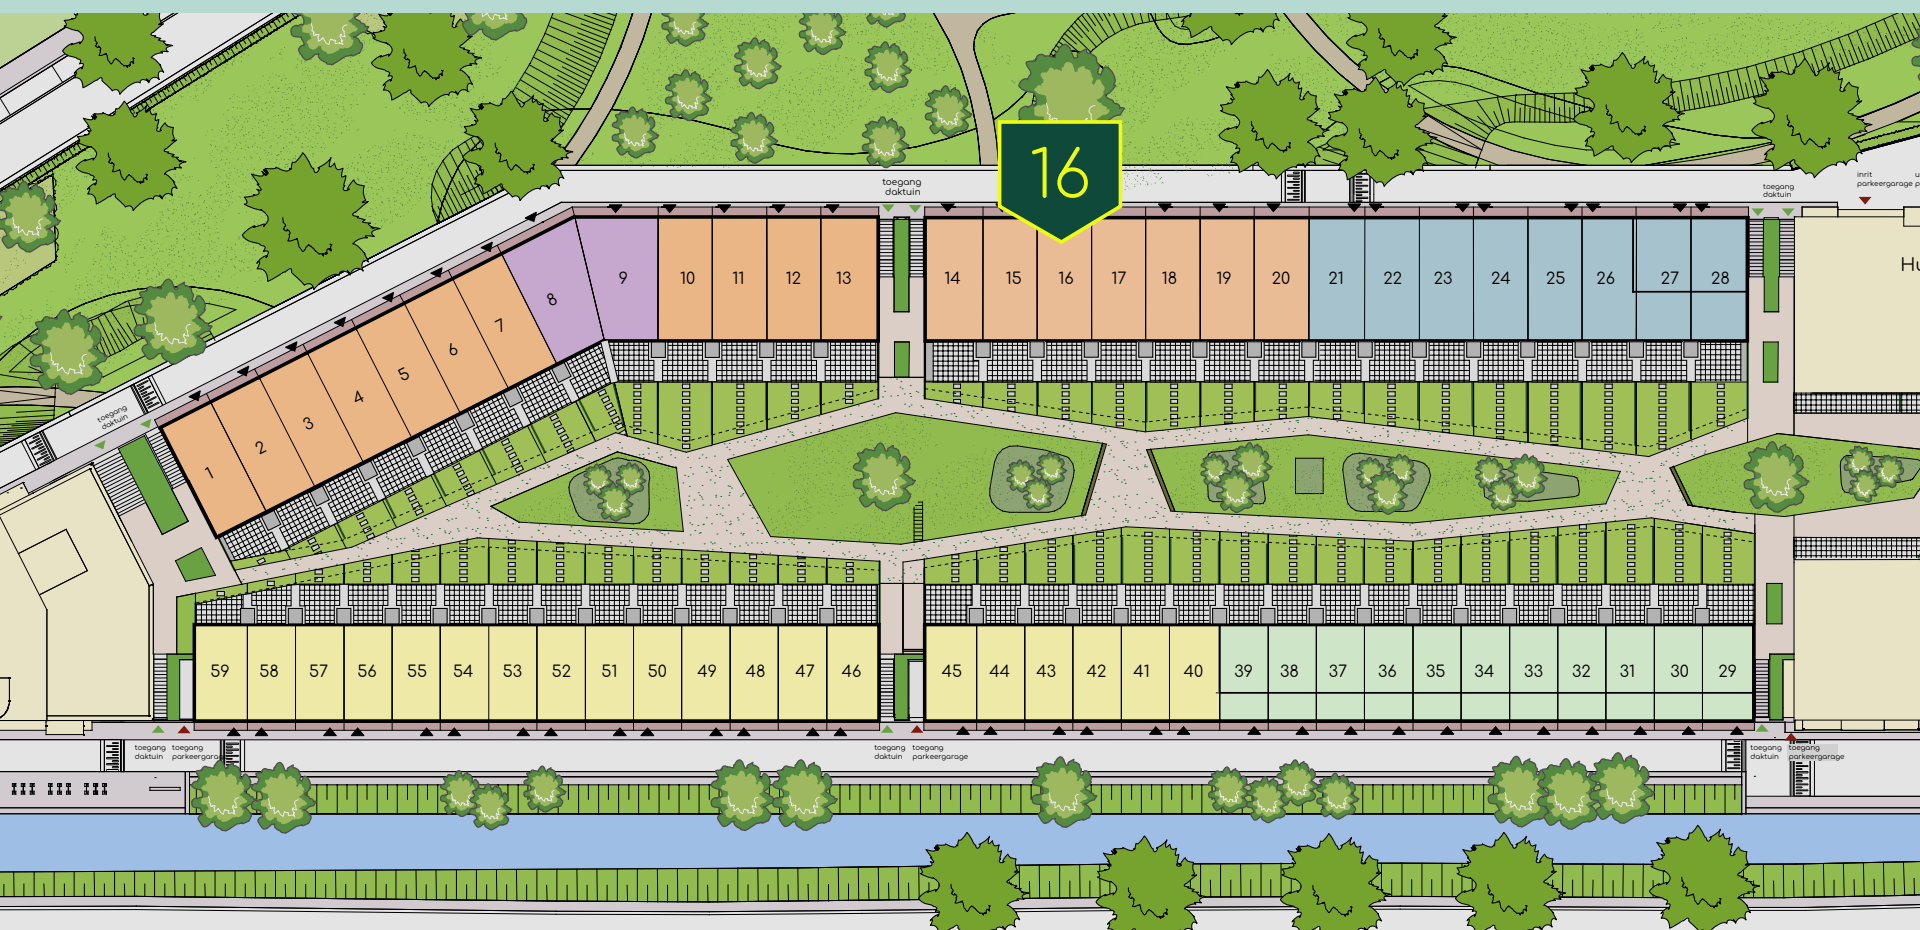 16
toegang
daktuin
toegang
daktuin
inrit
parkeergarage
Hu
1
2
3
4
5
6
7
8
9
10
11
12
13
14
15
16
17
18
19
20
21
22
23
24
25
26
27
28
toegang
daktuin
59
58
57
56
55
54
53
52
51
50
49
48
47
46
45
44
43
42
41
40
39
38
37
36
35
34
33
32
31
30
29
toegang
daktuin
toegang
parkeergarage
toegang
daktuin
toegang
parkeergarage
toegang
daktuin
toegang
parkeergarage